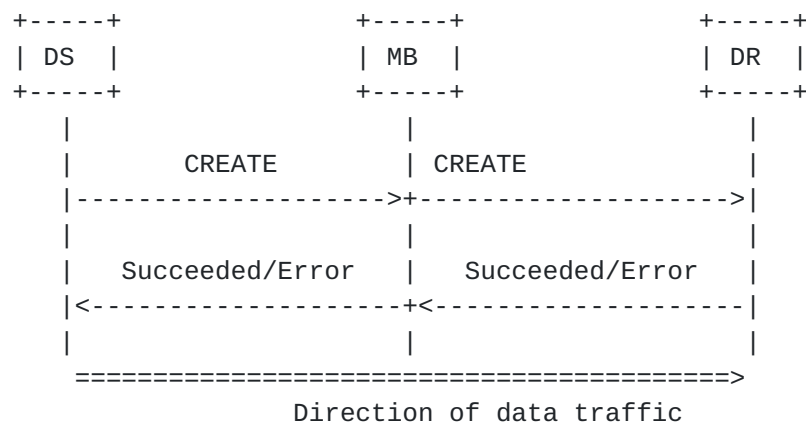 +-----+                +-----+                +-----+
| DS  |                | MB  |                | DR  |
+-----+                +-----+                +-----+
   |                      |                      |
   |        CREATE        | CREATE               |
   |--------------------->+--------------------->|
   |                      |                      |
   |   Succeeded/Error    |   Succeeded/Error    |
   |<---------------------+<---------------------|
   |                      |                      |
    ==========================================>
                  Direction of data traffic